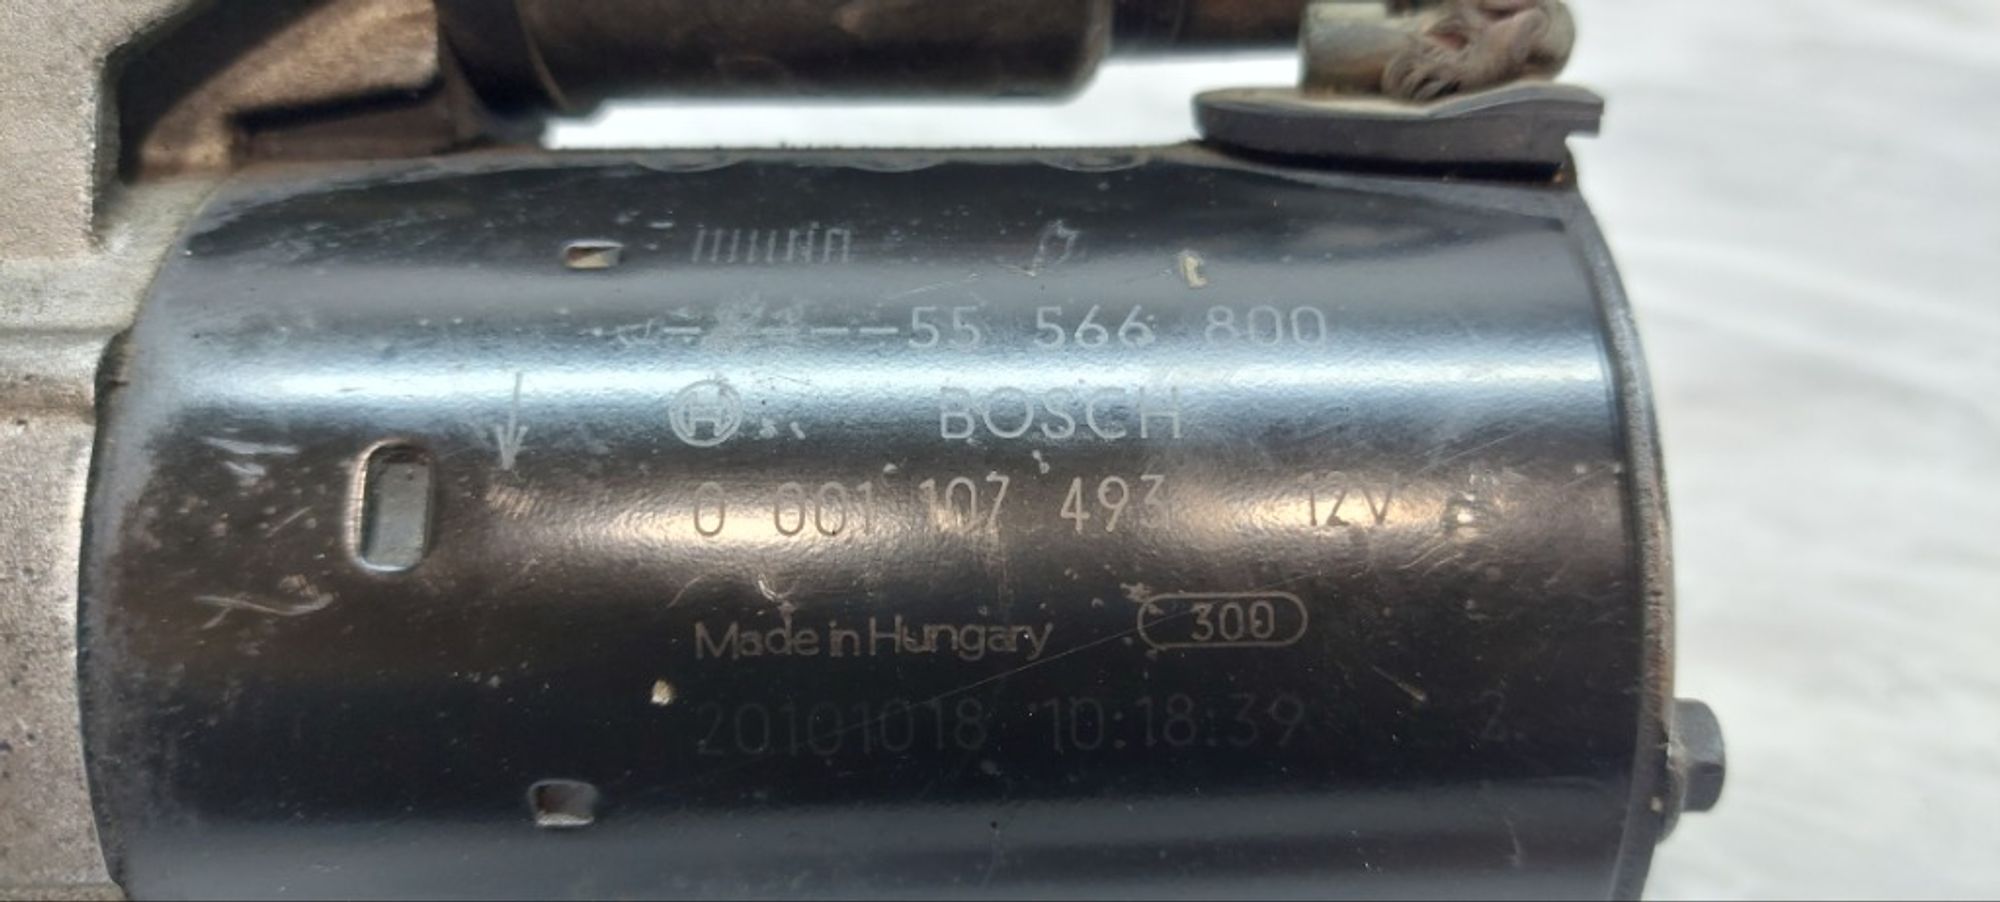 55 566 800
BOSCH
0 001 107 493 12V
Made in Hungary 300
20101018 10:18:39 2